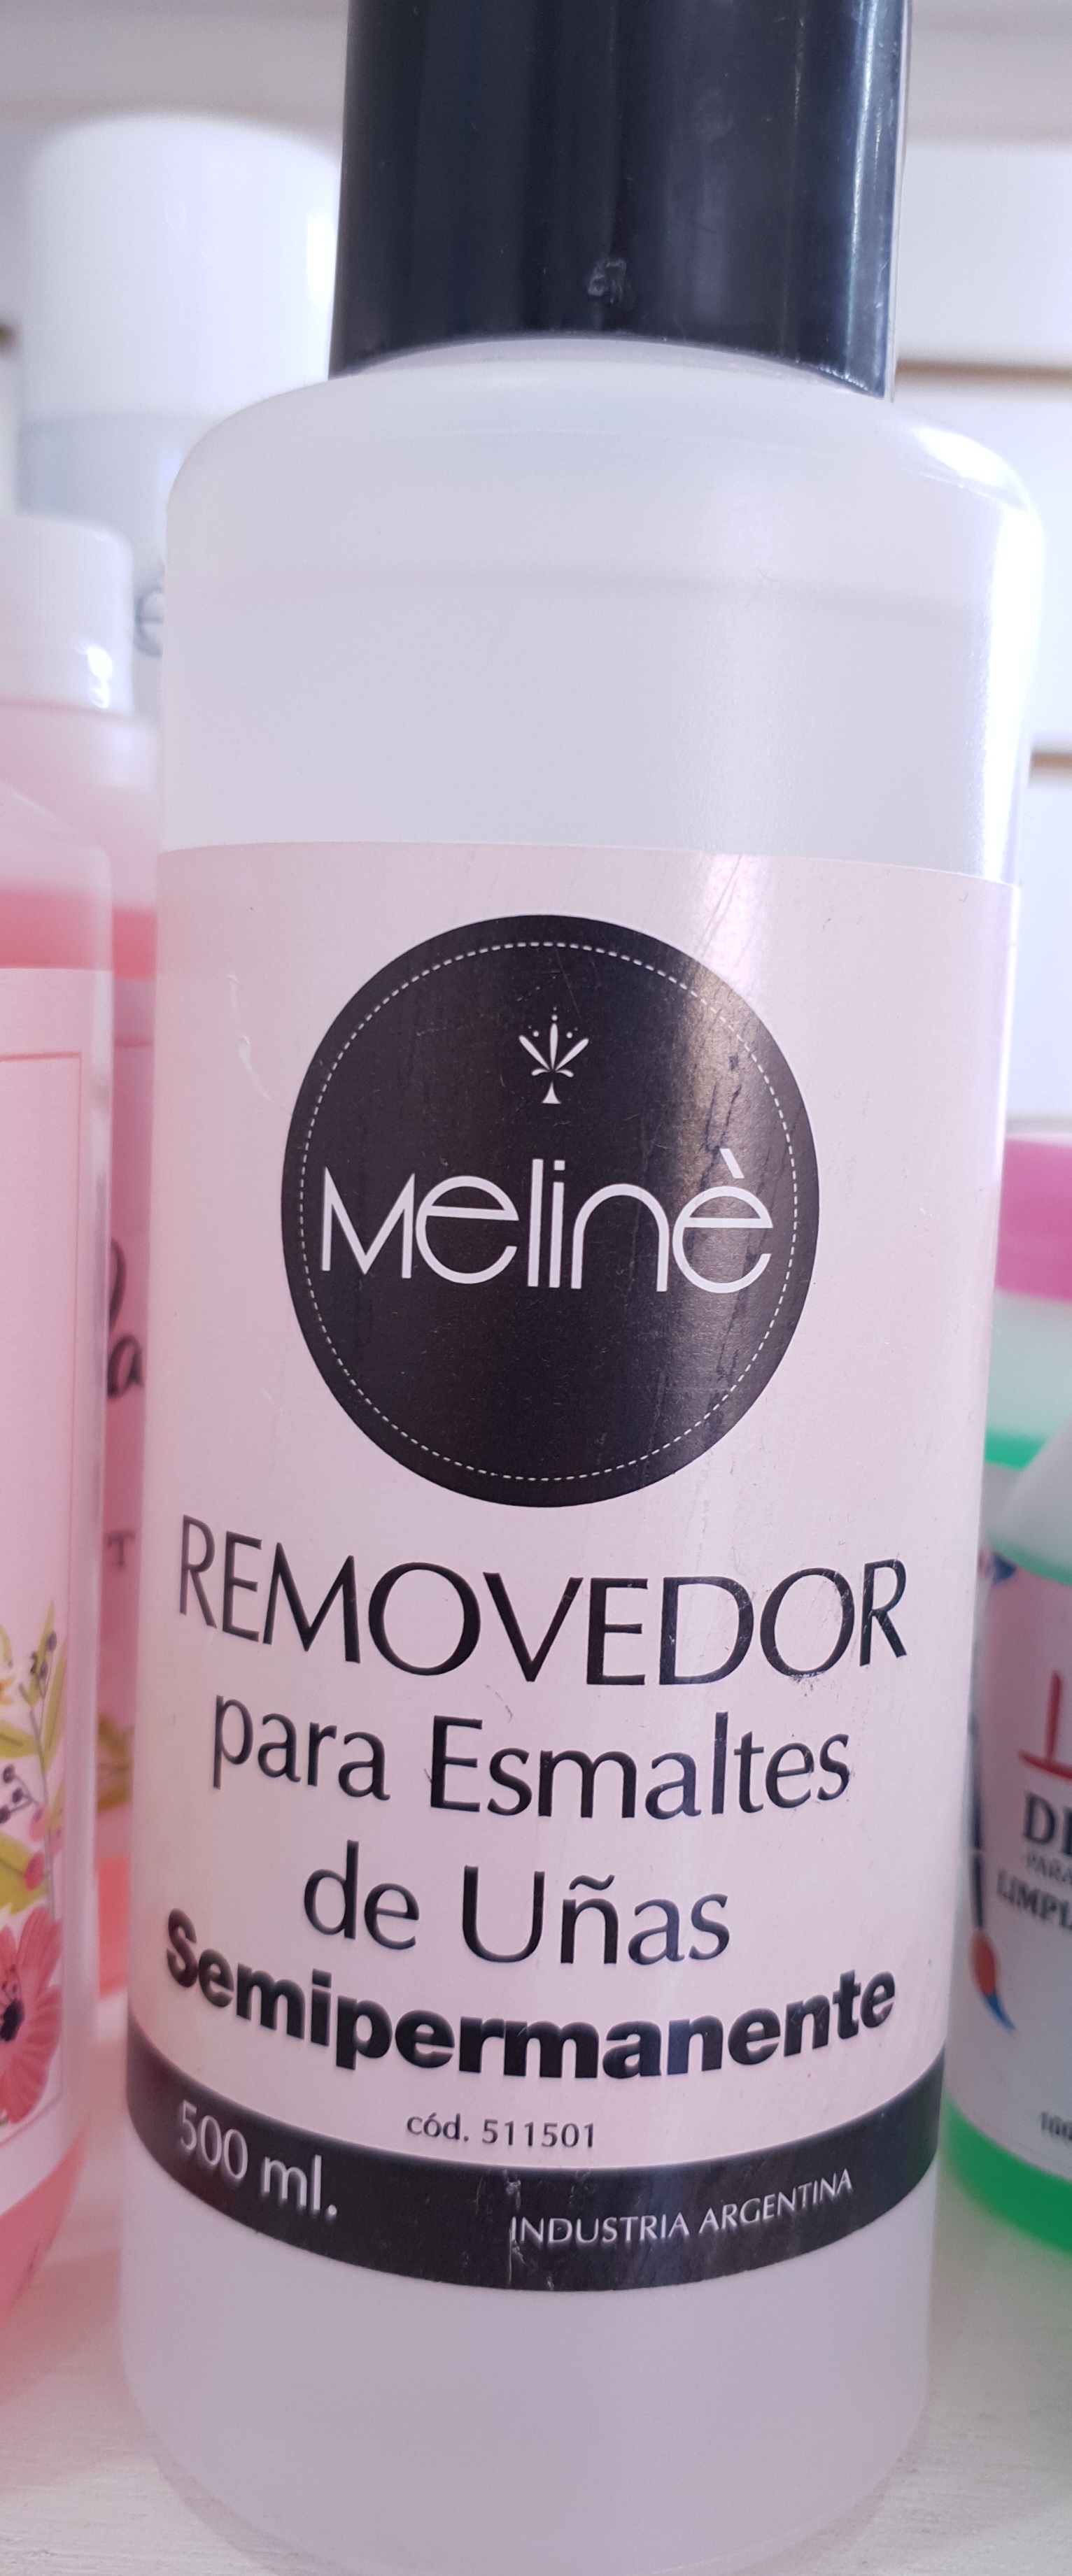 Melinè
REMOVEDOR
para Esmaltes
de Uñas
Semipermanente
cód. 511501
500 ml.
INDUSTRIA ARGENTINA